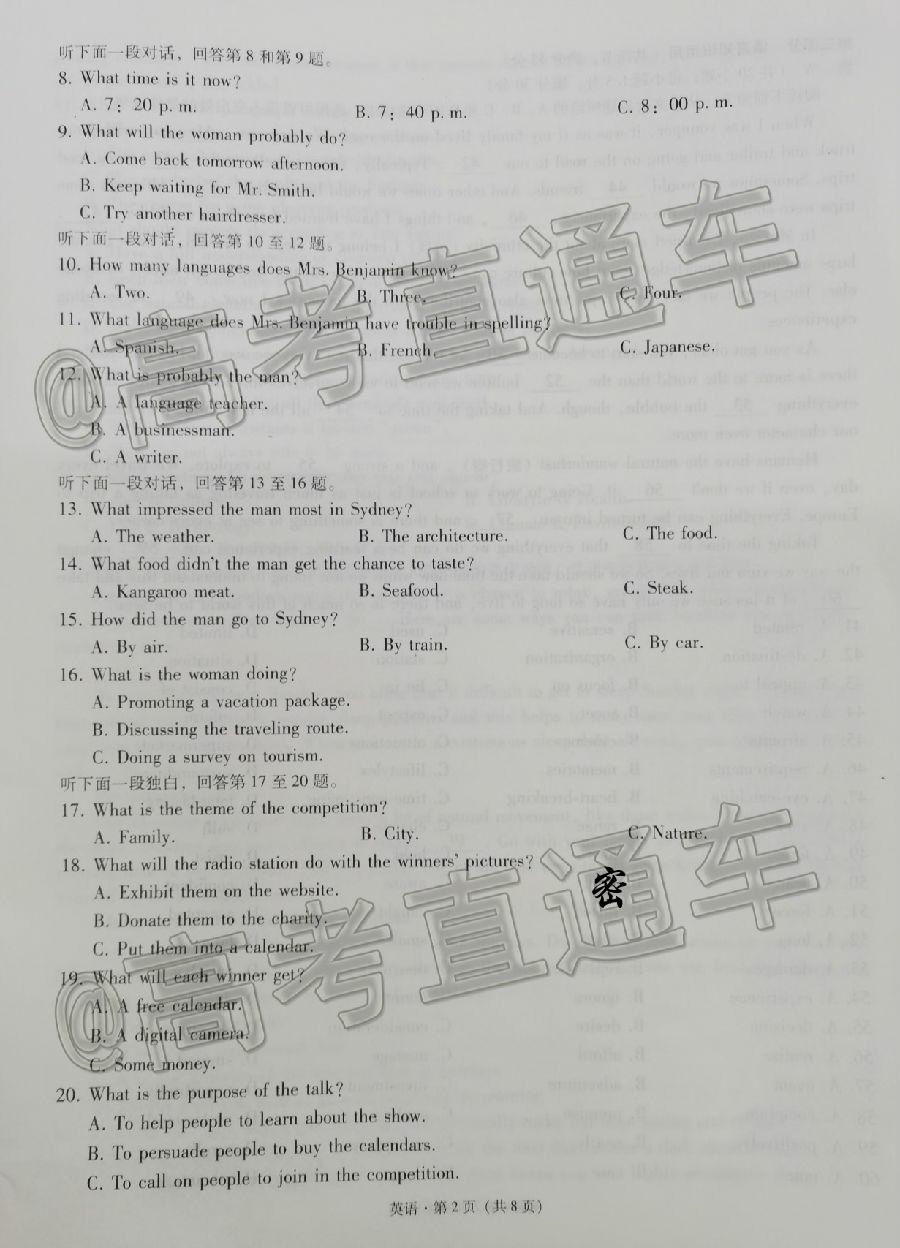 听下面一段对话，回答第 8 和第 9 题。
8. What time is it now?
A. 7：20 p. m. B. 7：40 p. m. C. 8：00 p. m.
9. What will the woman probably do?
A. Come back tomorrow afternoon.
B. Keep waiting for Mr. Smith.
C. Try another hairdresser.
听下面一段对话，回答第 10 至 12 题。
10. How many languages does Mrs. Benjamin know?
A. Two. B. Three. C. Four.
11. What language does Mrs. Benjamin have trouble in spelling?
A. Spanish. B. French. C. Japanese.
12. What is probably the man?
A. A language teacher.
B. A businessman.
C. A writer.
听下面一段对话，回答第 13 至 16 题。
13. What impressed the man most in Sydney?
A. The weather. B. The architecture. C. The food.
14. What food didn't the man get the chance to taste?
A. Kangaroo meat. B. Seafood. C. Steak.
15. How did the man go to Sydney?
A. By air. B. By train. C. By car.
16. What is the woman doing?
A. Promoting a vacation package.
B. Discussing the traveling route.
C. Doing a survey on tourism.
听下面一段独白，回答第 17 至 20 题。
17. What is the theme of the competition?
A. Family. B. City. C. Nature.
18. What will the radio station do with the winners' pictures?
A. Exhibit them on the website.
B. Donate them to the charity.
C. Put them into a calendar.
19. What will each winner get?
A. A free calendar.
B. A digital camera.
C. Some money.
20. What is the purpose of the talk?
A. To help people to learn about the show.
B. To persuade people to buy the calendars.
C. To call on people to join in the competition.
英语·第 2 页（共 8 页）
@高考直通车
@高考直通车
密